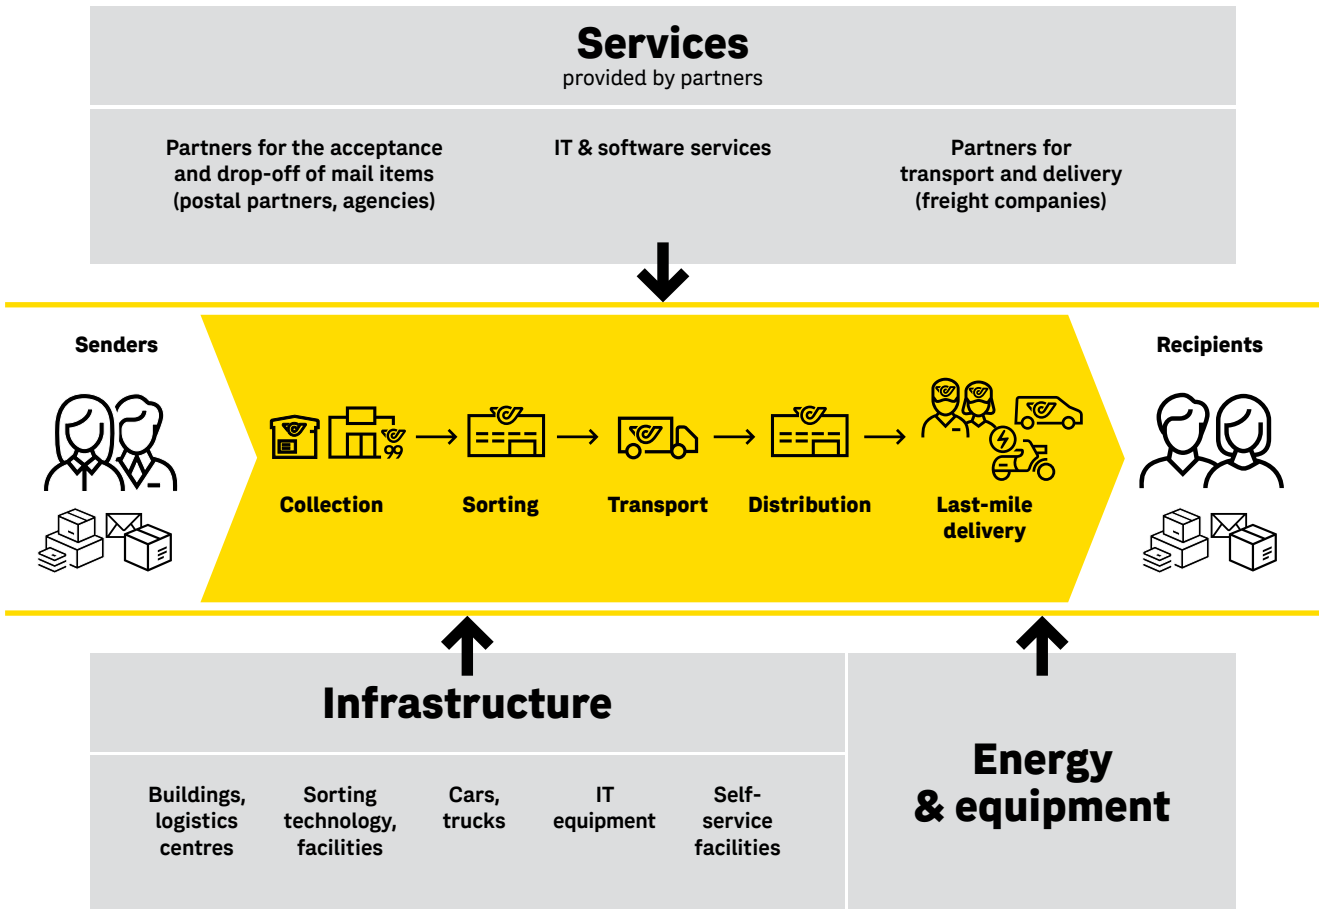 Services
provided by partners
Partners for the acceptance
and drop-off of mail items
(postal partners, agencies)
IT & software services
Partners for
transport and delivery
(freight companies)
Senders
Recipients
99
Collection
Sorting
Transport
Distribution
Last-mile
delivery
Infrastructure
Buildings,
logistics
centres
Sorting
technology,
facilities
Cars,
trucks
IT
equipment
Self-
service
facilities
Energy
& equipment